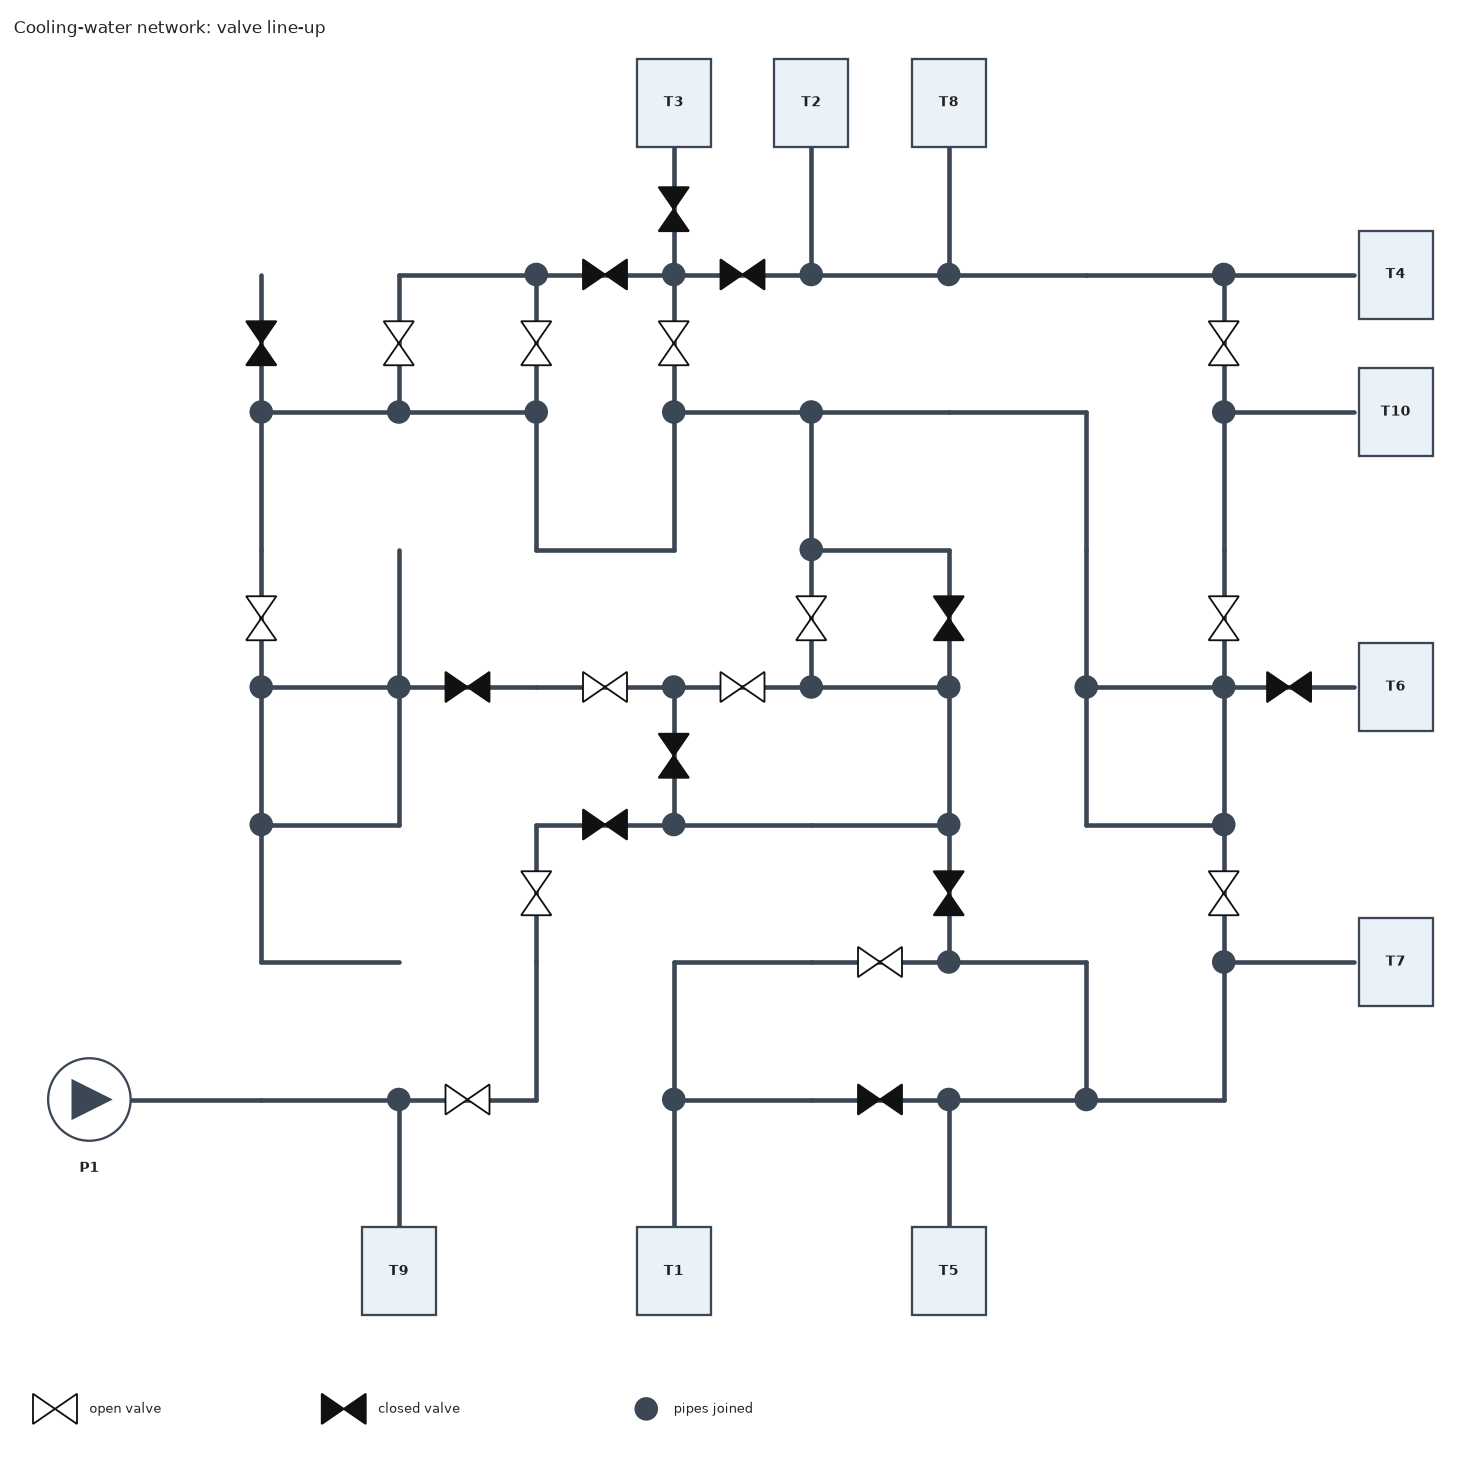 Cooling-water network: valve line-up
T3
T2
T8
T4
T10
T6
T7
P1
T9
T1
T5
open valve
closed valve
pipes joined